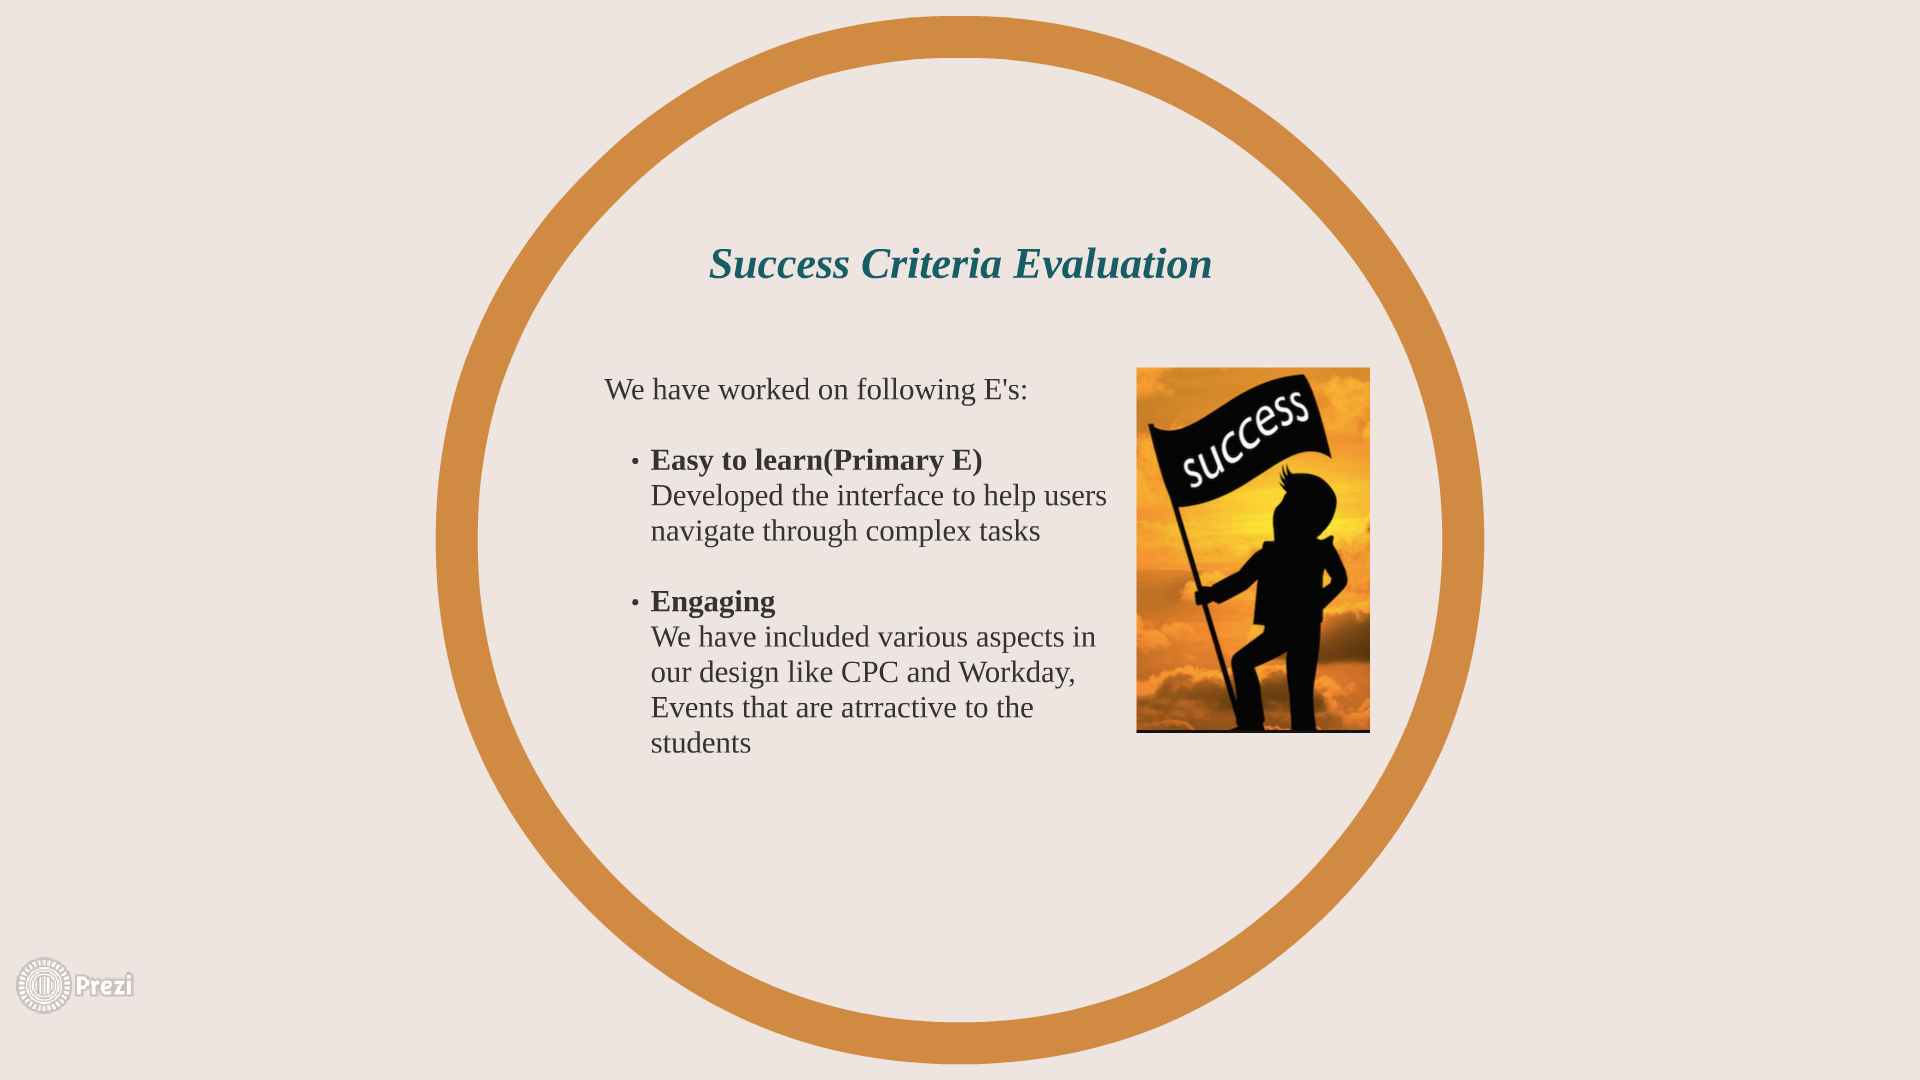 Success Criteria Evaluation
We have worked on following E's:
• Easy to learn(Primary E)
Developed the interface to help users
navigate through complex tasks
• Engaging
We have included various aspects in
our design like CPC and Workday,
Events that are atrractive to the
students
success
Prezi